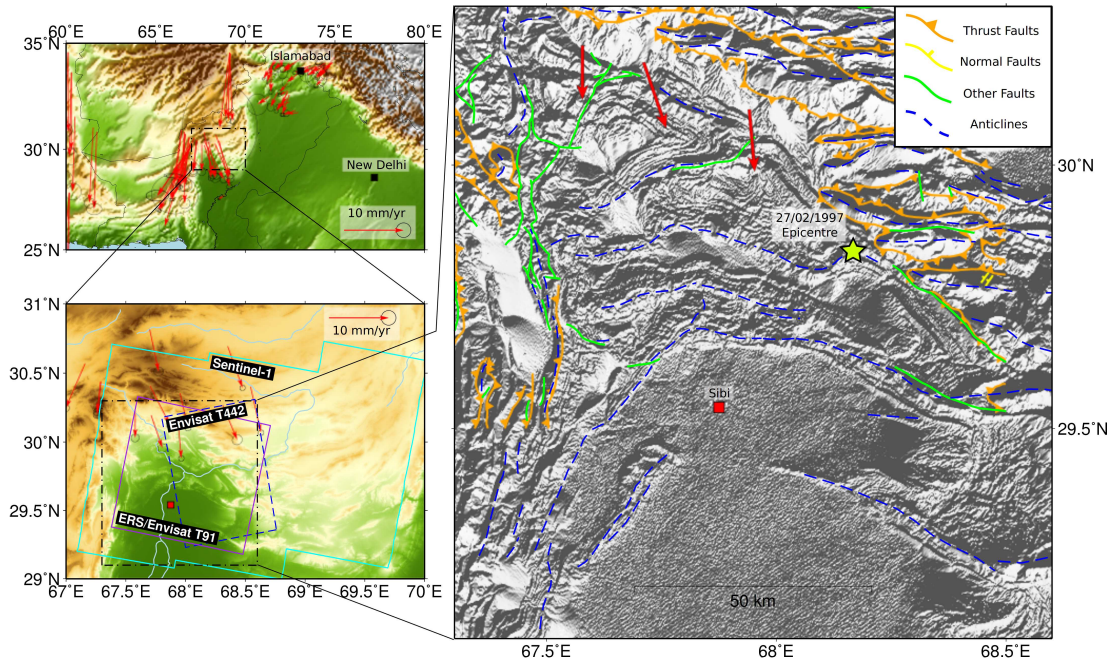 60°E 65°E 70°E 75°E 80°E
35°N
30°N
25°N
Islamabad
New Delhi
10 mm/yr
31°N
30.5°N
30°N
29.5°N
29°N
10 mm/yr
Sentinel-1
Envisat T442
ERS/Envisat T91
67°E 67.5°E 68°E 68.5°E 69°E 69.5°E 70°E
Thrust Faults
Normal Faults
Other Faults
Anticlines
27/02/1997
Epicentre
Sibi
50 km
30°N
29.5°N
67.5°E 68°E 68.5°E